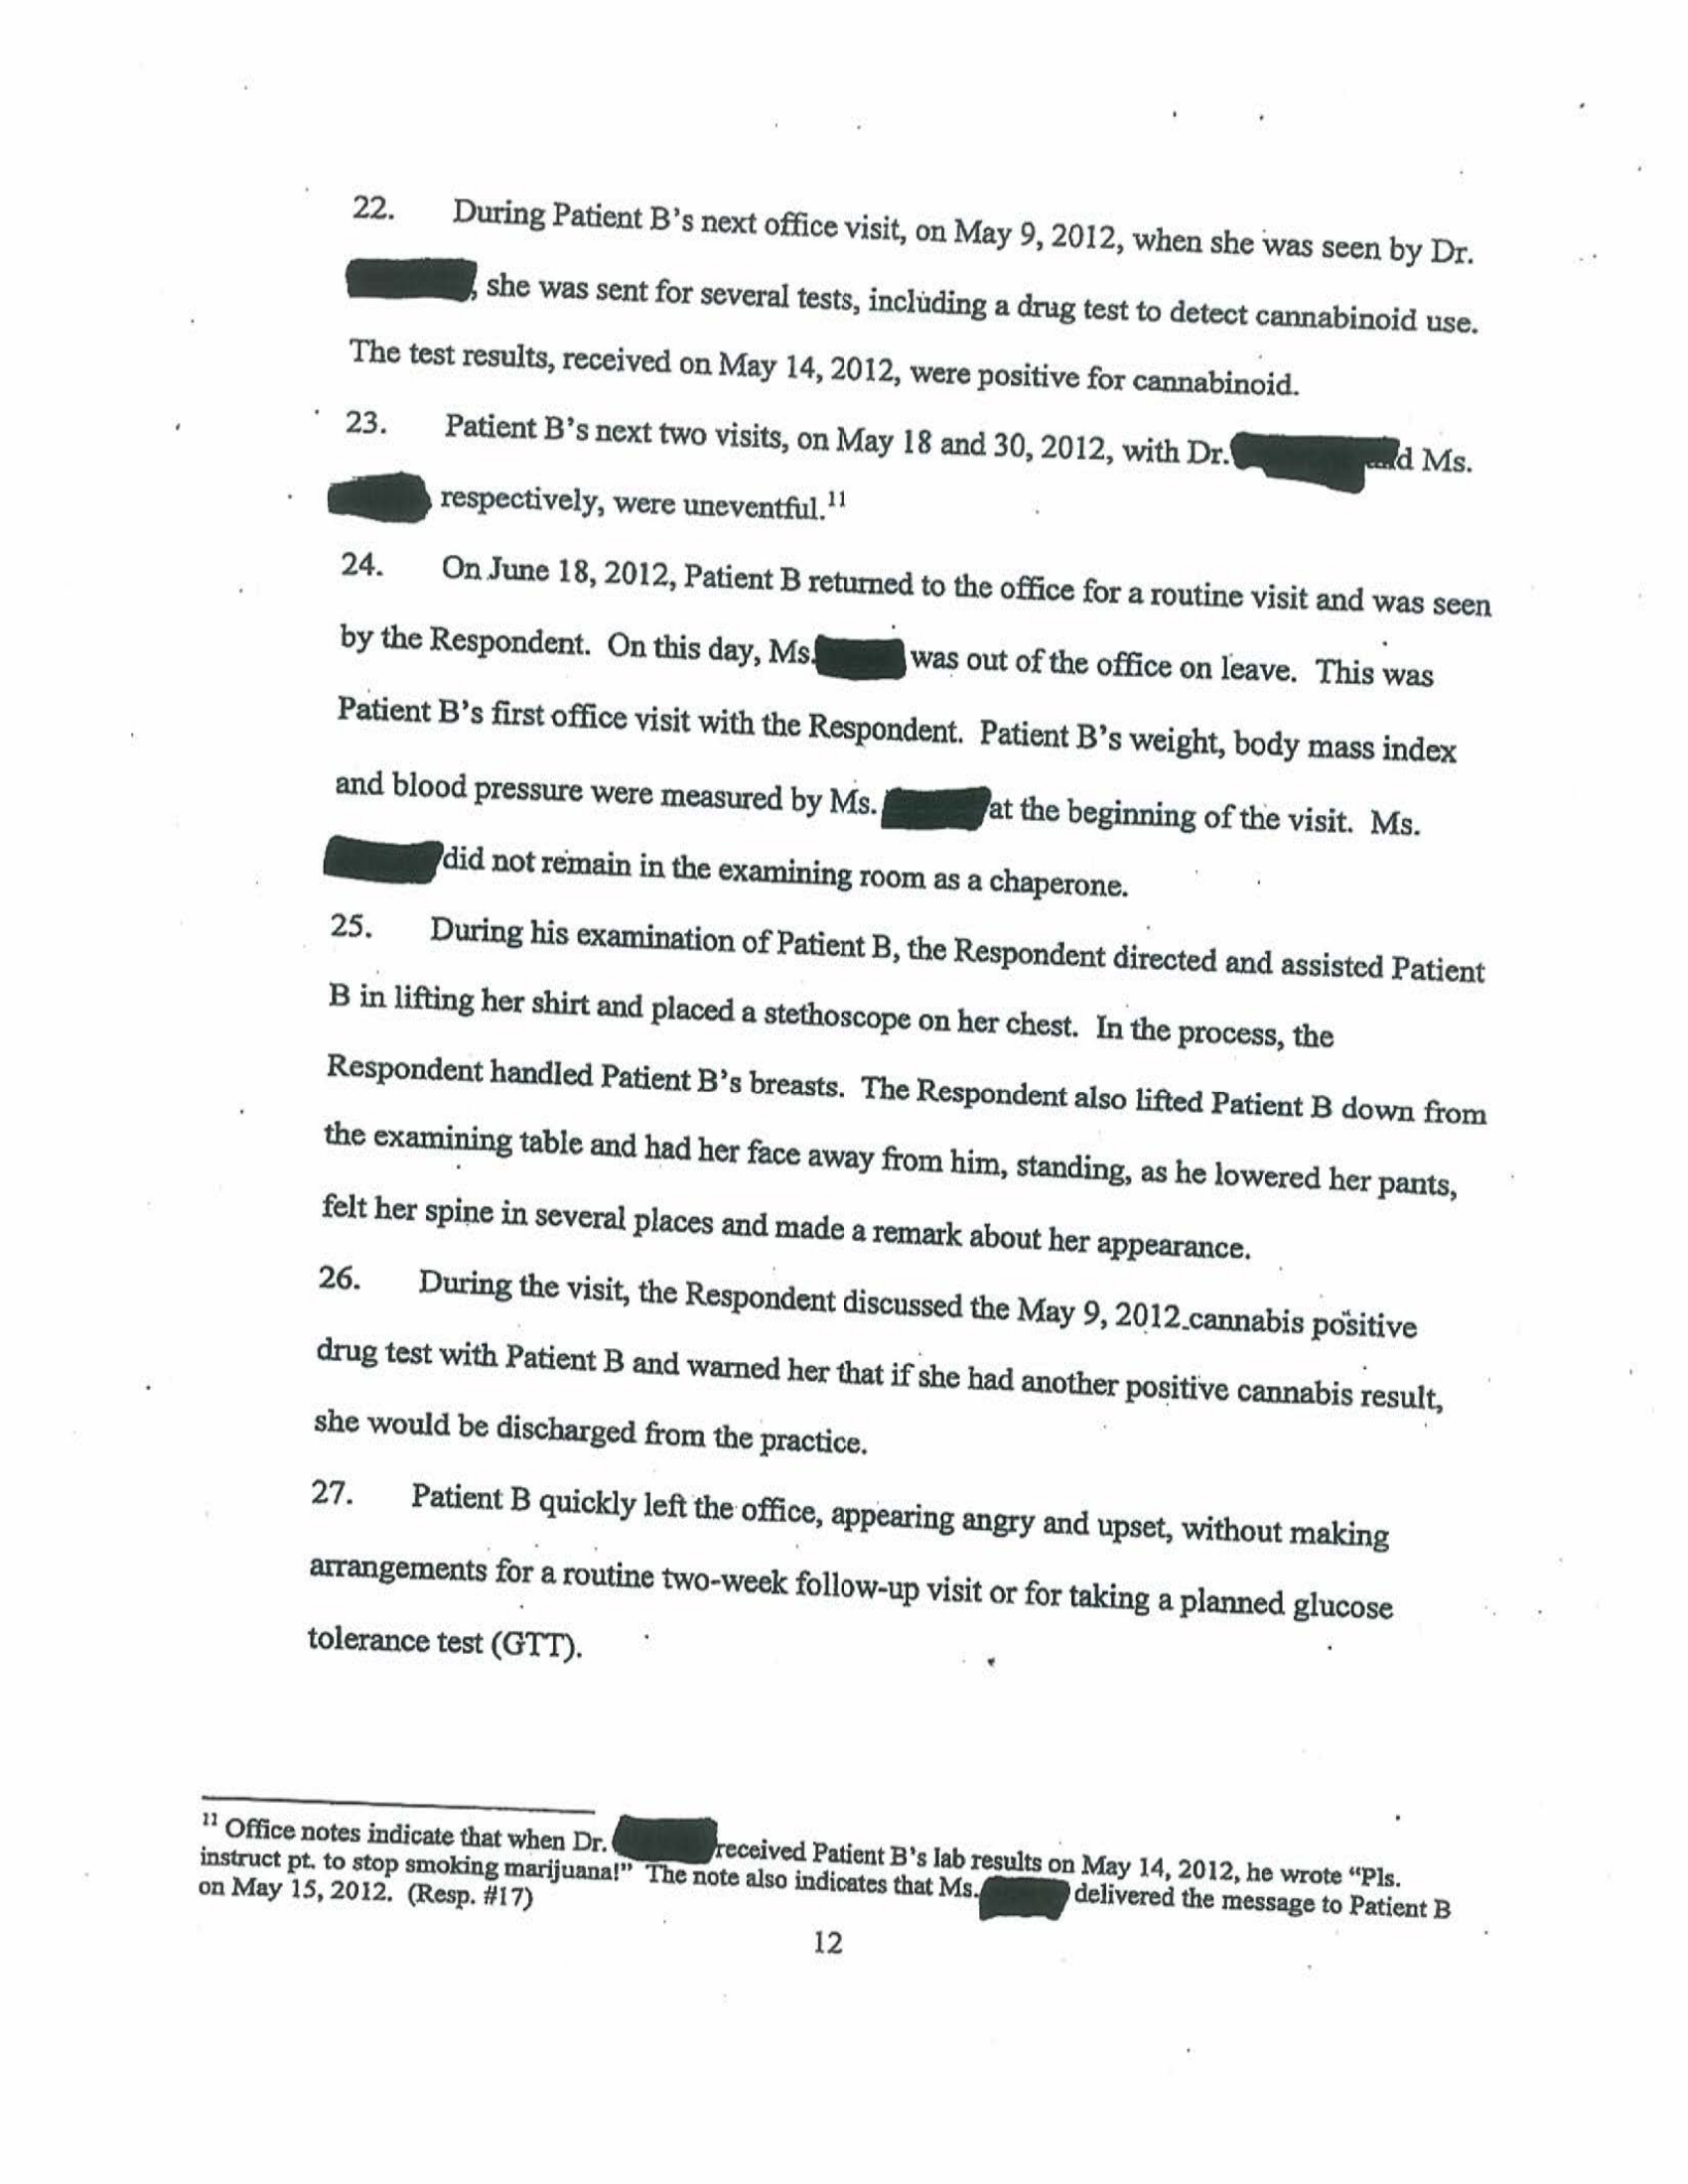 22. During Patient B's next office visit, on May 9, 2012, when she was seen by Dr.
, she was sent for several tests, including a drug test to detect cannabinoid use.
The test results, received on May 14, 2012, were positive for cannabinoid.
23. Patient B's next two visits, on May 18 and 30, 2012, with Dr. and Ms.
respectively, were uneventful.11
24. On June 18, 2012, Patient B returned to the office for a routine visit and was seen
by the Respondent. On this day, Ms. was out of the office on leave. This was
Patient B's first office visit with the Respondent. Patient B's weight, body mass index
and blood pressure were measured by Ms. at the beginning of the visit. Ms.
did not remain in the examining room as a chaperone.
25. During his examination of Patient B, the Respondent directed and assisted Patient
B in lifting her shirt and placed a stethoscope on her chest. In the process, the
Respondent handled Patient B's breasts. The Respondent also lifted Patient B down from
the examining table and had her face away from him, standing, as he lowered her pants,
felt her spine in several places and made a remark about her appearance.
26. During the visit, the Respondent discussed the May 9, 2012 cannabis positive
drug test with Patient B and warned her that if she had another positive cannabis result,
she would be discharged from the practice.
27. Patient B quickly left the office, appearing angry and upset, without making
arrangements for a routine two-week follow-up visit or for taking a planned glucose
tolerance test (GTT).
11 Office notes indicate that when Dr. received Patient B's lab results on May 14, 2012, he wrote "Pls.
instruct pt. to stop smoking marijuana!" The note also indicates that Ms. delivered the message to Patient B
on May 15, 2012. (Resp. #17)
12